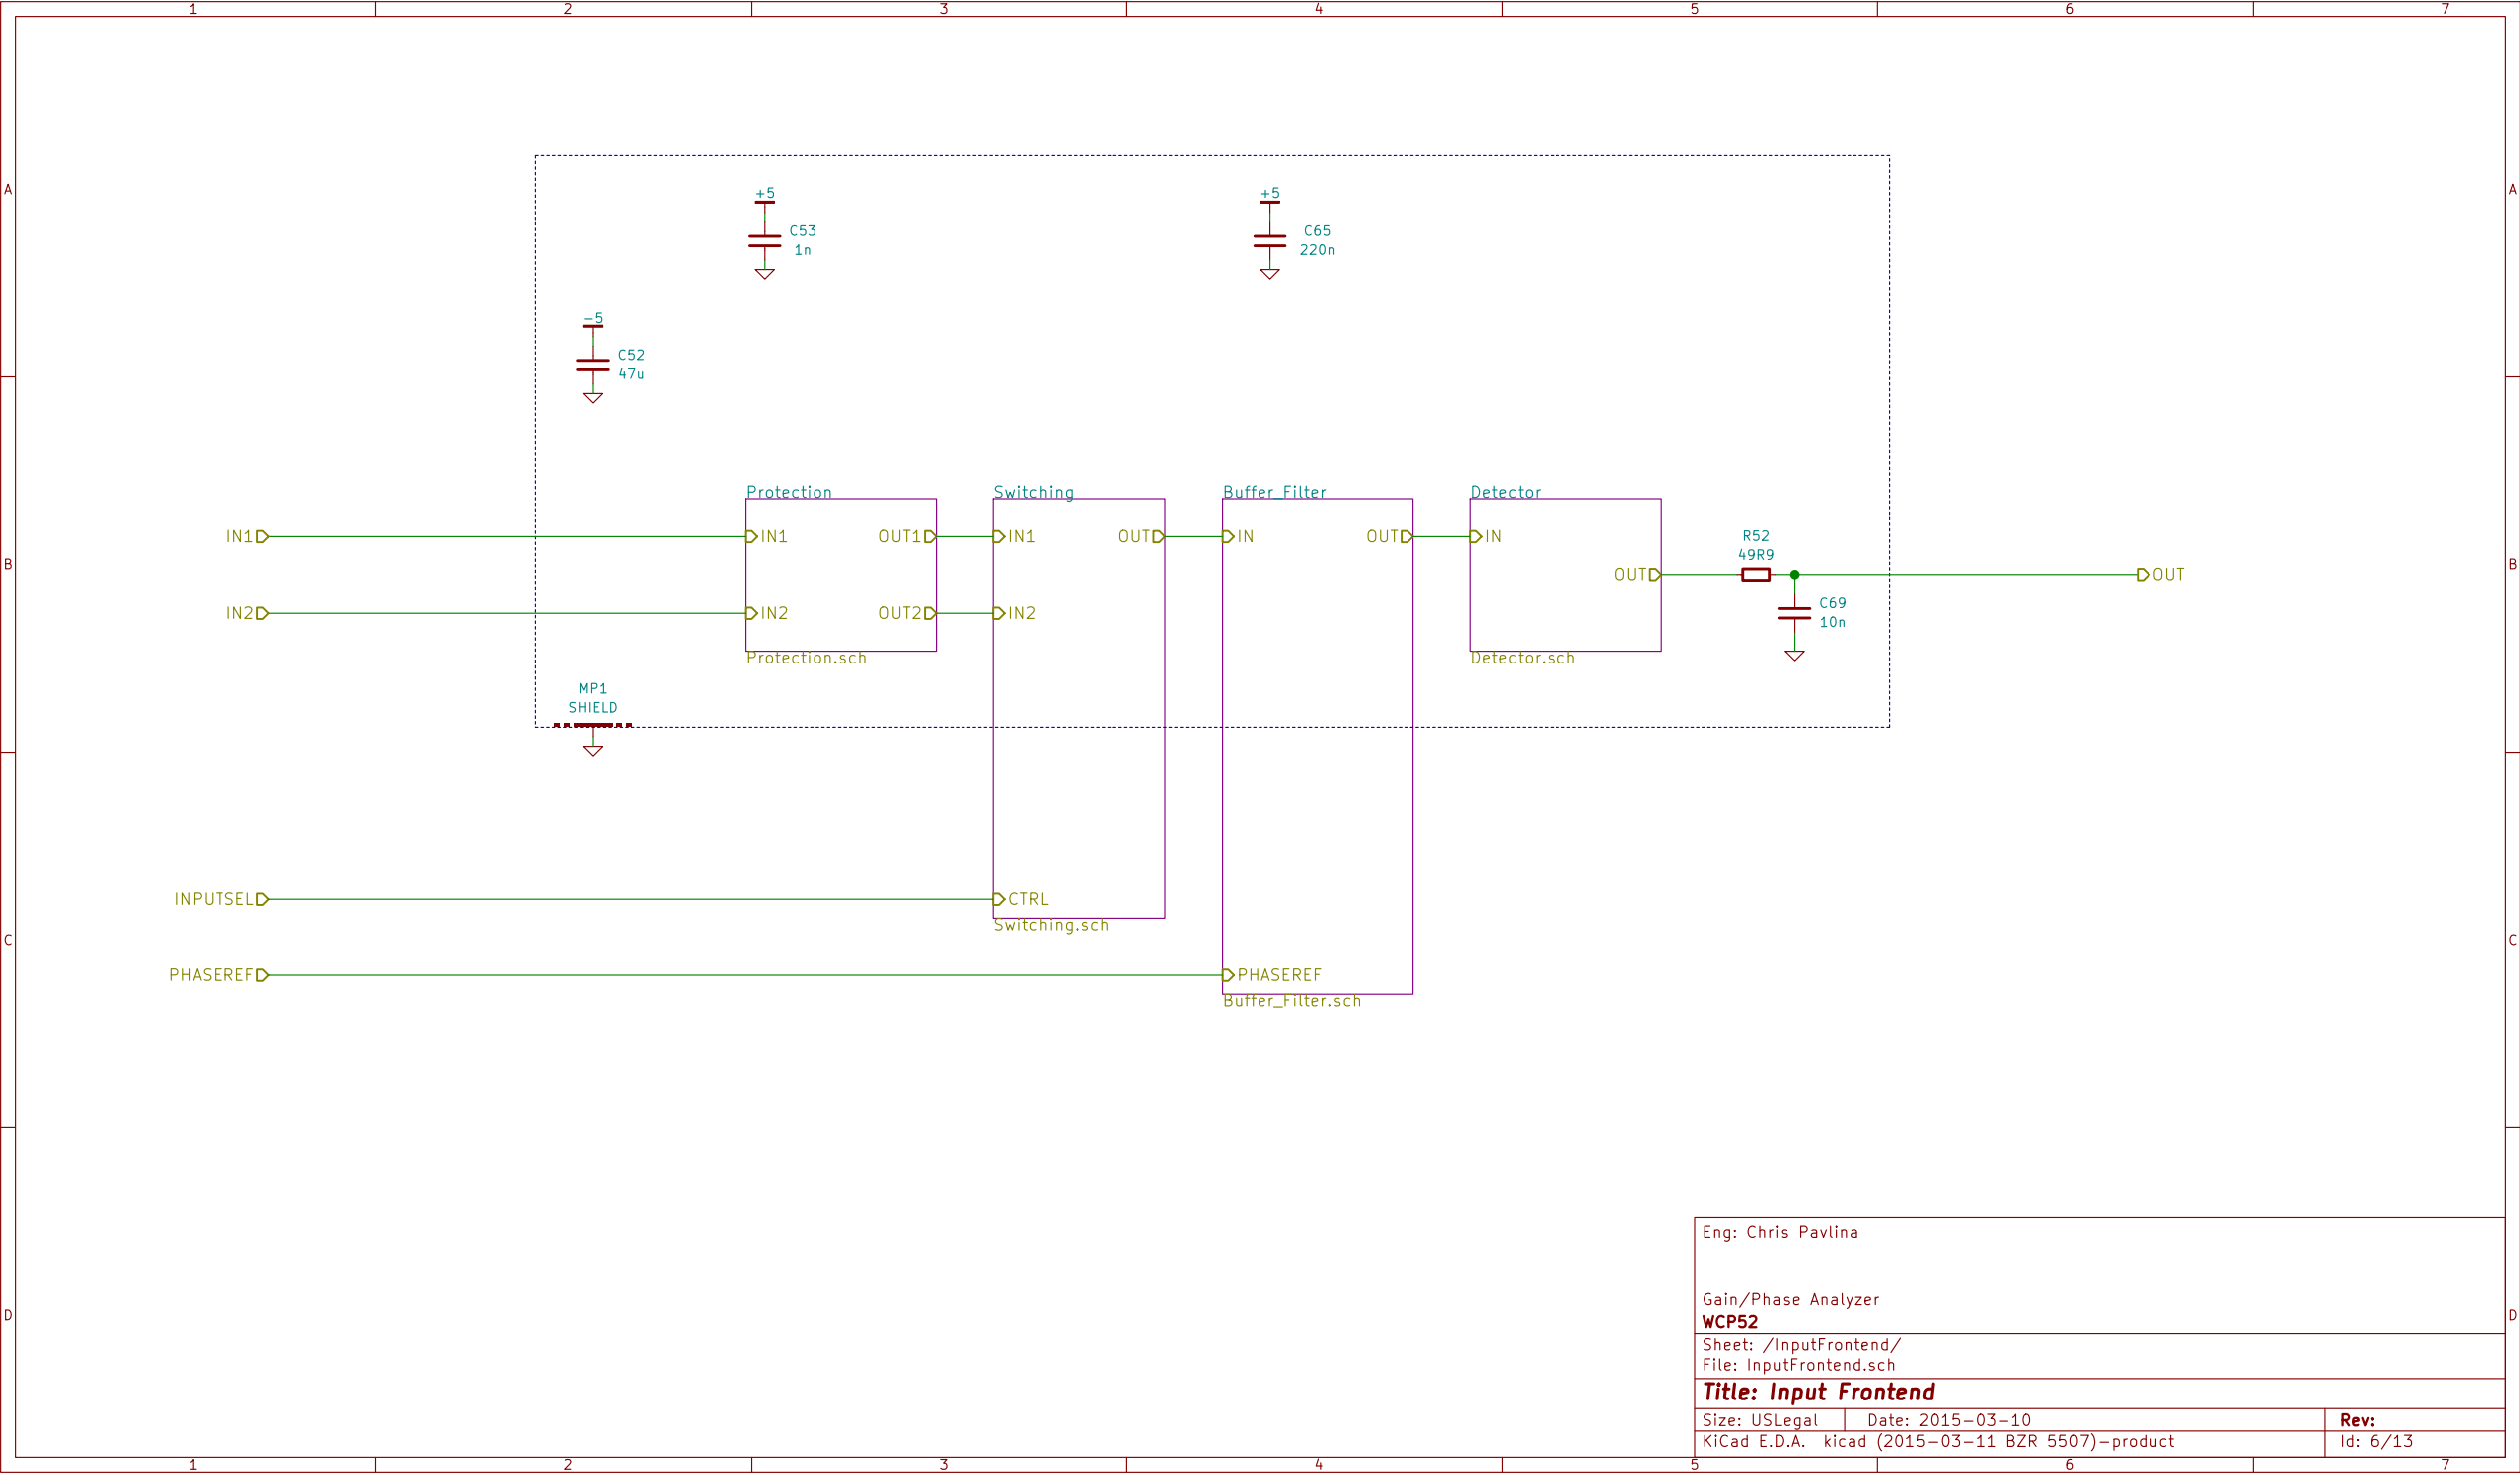 1 2 3 4 5 6 7
A A
+5 +5
C53 C65
1n 220n
-5
C52
47u
Protection Switching Buffer_Filter Detector
IN1 IN1 OUT1 IN1 OUT IN OUT IN
R52
49R9
B B
OUT OUT
C69
10n
IN2 IN2 OUT2 IN2
Protection.sch Detector.sch
MP1
SHIELD
INPUTSEL CTRL
Switching.sch
C C
PHASEREF PHASEREF
Buffer_Filter.sch
Eng: Chris Pavlina
Gain/Phase Analyzer
D D
WCP52
Sheet: /InputFrontend/
File: InputFrontend.sch
Title: Input Frontend
Size: USLegal Date: 2015-03-10 Rev:
KiCad E.D.A. kicad (2015-03-11 BZR 5507)-product Id: 6/13
1 2 3 4 5 6 7